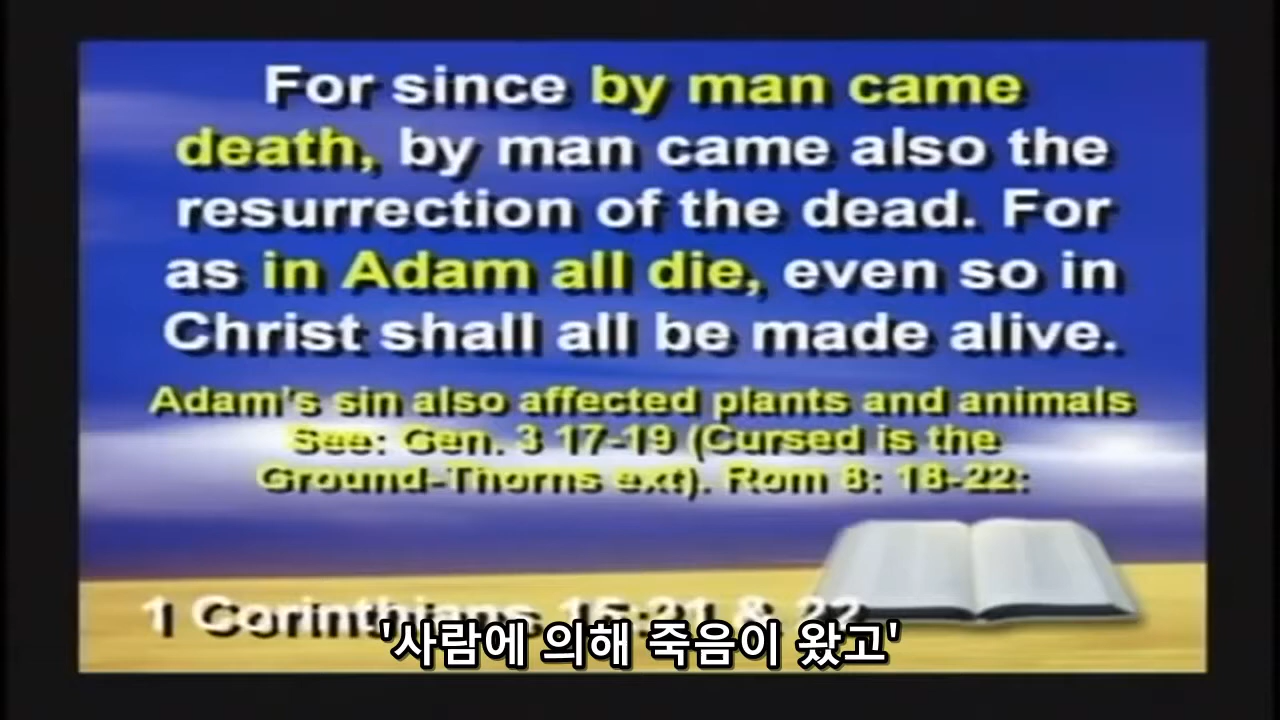 For since by man came
death, by man came also the
resurrection of the dead. For
as in Adam all die, even so in
Christ shall all be made alive.
Adam's sin also affected plants and animals
See: Gen. 3 17-19 (Cursed is the
Ground-Thorns ext). Rom 8: 18-22:
1 Corinthians 15:21 & 22
'사람에 의해 죽음이 왔고'